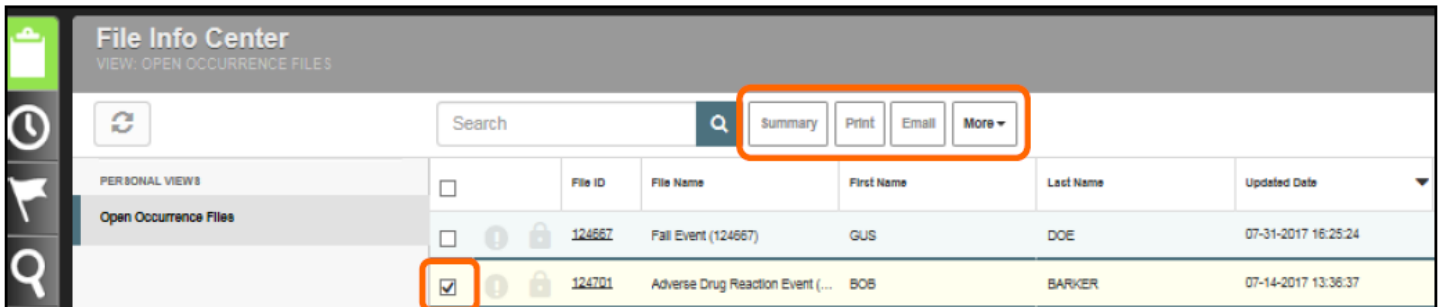 File Info Center
VIEW: OPEN OCCURRENCE FILES
Search Summary Print Email More
PERSONAL VIEWS
Open Occurrence Files
File ID File Name First Name Last Name Updated Date
124667 Fall Event (124667) GUS DOE 07-31-2017 16:25:24
124701 Adverse Drug Reaction Event (... BOB BARKER 07-14-2017 13:36:37